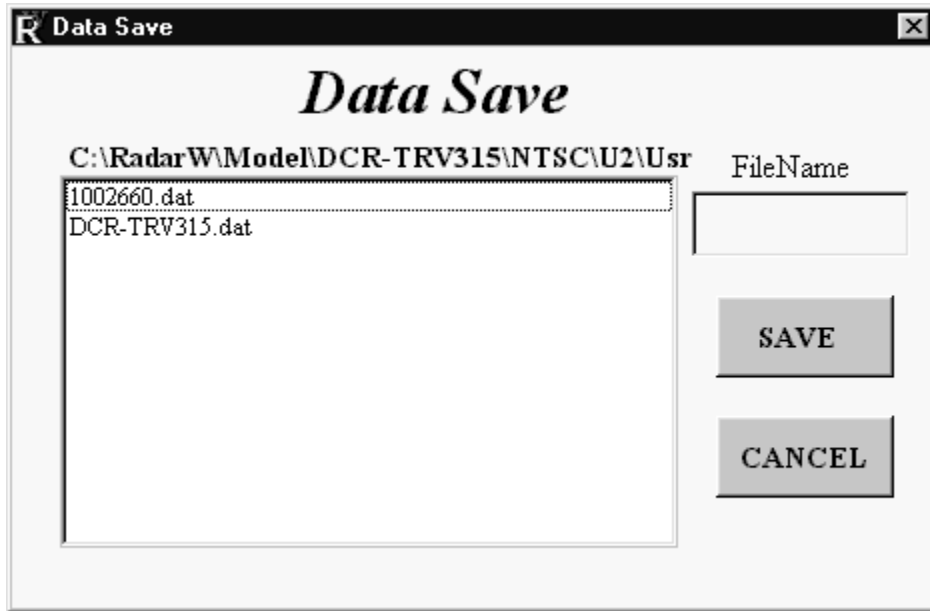 Data Save
Data Save
C:\RadarW\Model\DCR-TRV315\NTSC\U2\Usr
FileName
1002660.dat
DCR-TRV315.dat
SAVE
CANCEL